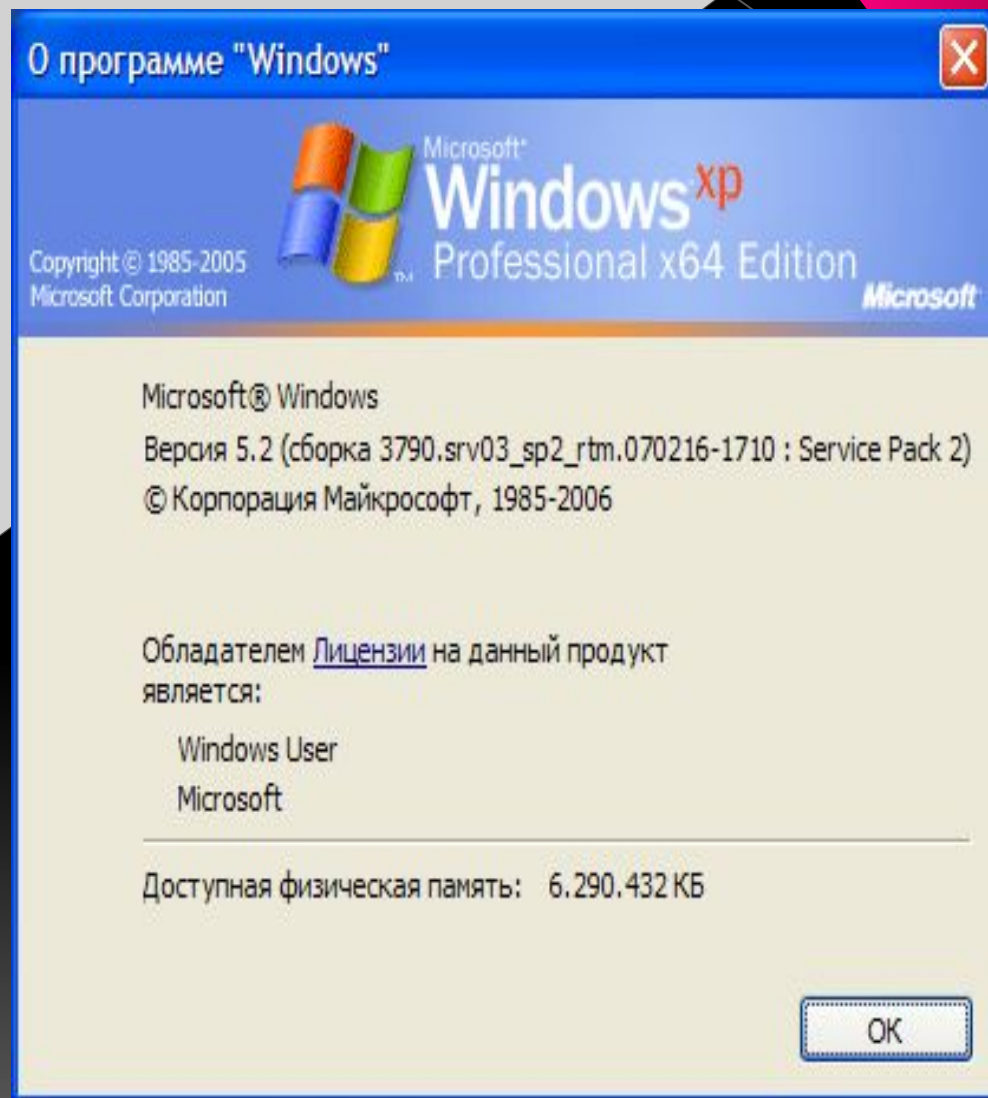 О программе "Windows"
Microsoft®
Windows xp
Professional x64 Edition
TM
Copyright © 1985-2005
Microsoft Corporation
Microsoft
Microsoft® Windows
Версия 5.2 (сборка 3790.srv03_sp2_rtm.070216-1710 : Service Pack 2)
© Корпорация Майкрософт, 1985-2006
Обладателем Лицензии на данный продукт
является:
Windows User
Microsoft
Доступная физическая память: 6.290.432 КБ
ОК